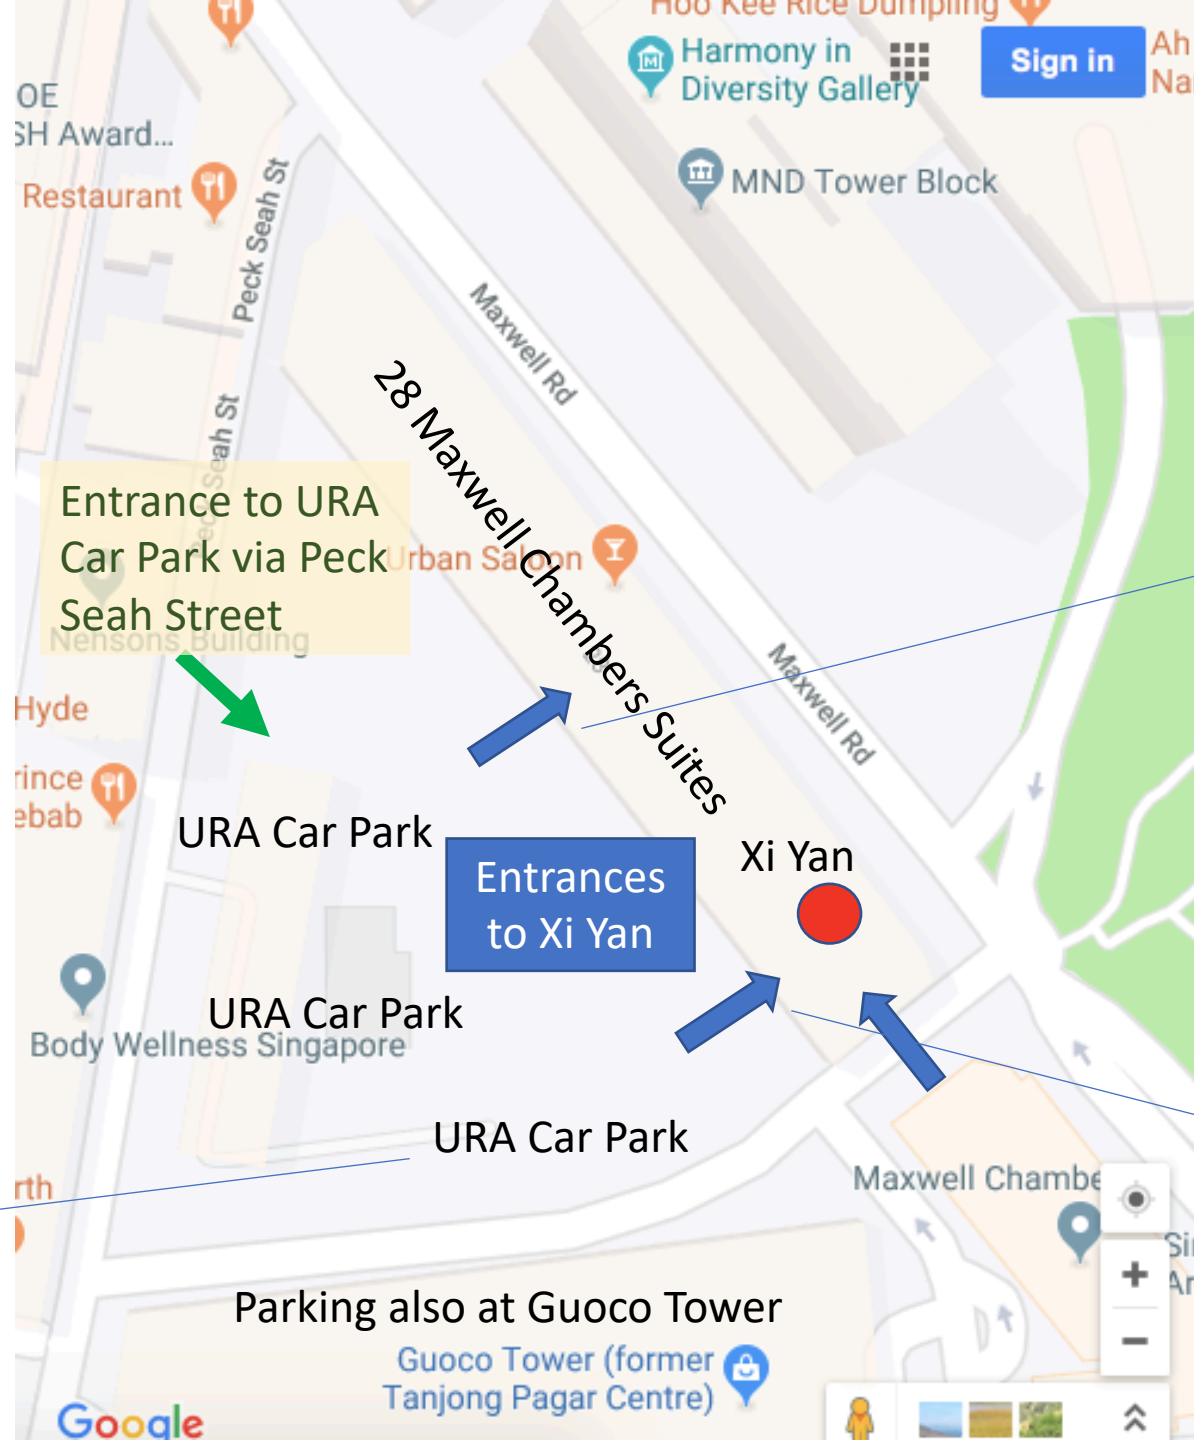 Hoo Kee Rice Dumpling
Harmony in
Diversity Gallery
Sign in
Ah
Na
OE
SH Award...
MND Tower Block
Restaurant
Peck Seah St
Maxwell Rd
28 Maxwell Chambers Suites
Peck Seah St
Entrance to URA
Car Park via Peck
Seah Street
Urban Saloon
Nehsons Building
Maxwell Rd
Hyde
rince
ebab
URA Car Park
Xi Yan
Entrances
to Xi Yan
URA Car Park
Body Wellness Singapore
URA Car Park
Maxwell Chambe
rth
Sin
Ar
Parking also at Guoco Tower
Guoco Tower (former
Tanjong Pagar Centre)
Google